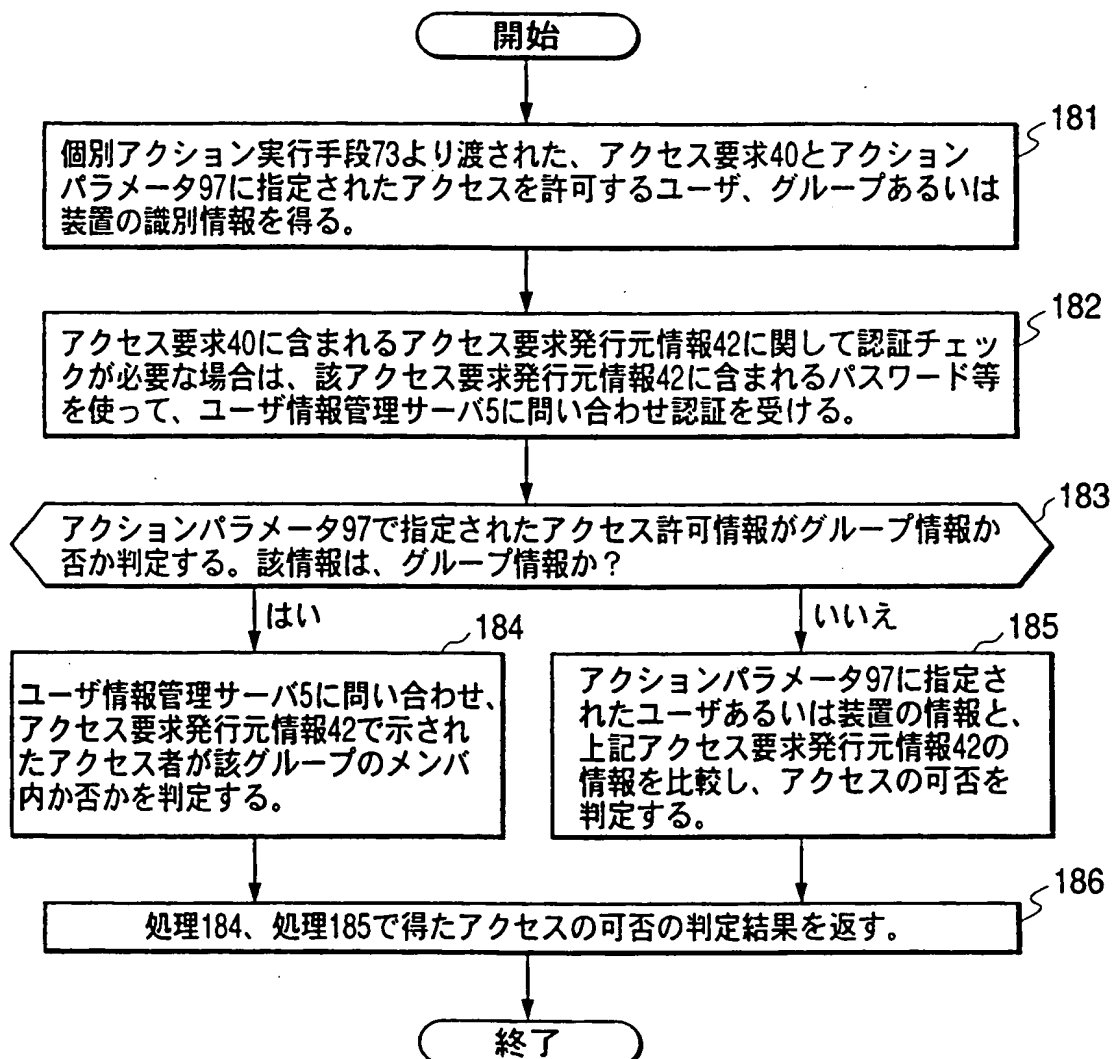 開始
181
個別アクション実行手段73より渡された、アクセス要求40とアクション
パラメータ97に指定されたアクセスを許可するユーザ、グループあるいは
装置の識別情報を得る。
182
アクセス要求40に含まれるアクセス要求発行元情報42に関して認証チェッ
クが必要な場合は、該アクセス要求発行元情報42に含まれるパスワード等
を使って、ユーザ情報管理サーバ5に問い合わせ認証を受ける。
183
アクションパラメータ97で指定されたアクセス許可情報がグループ情報か
否か判定する。該情報は、グループ情報か?
はい
184
ユーザ情報管理サーバ5に問い合わせ、
アクセス要求発行元情報42で示され
たアクセス者が該グループのメンバ
内か否かを判定する。
いいえ
185
アクションパラメータ97に指定さ
れたユーザあるいは装置の情報と、
上記アクセス要求発行元情報42の
情報を比較し、アクセスの可否を
判定する。
186
処理184、処理185で得たアクセスの可否の判定結果を返す。
終了